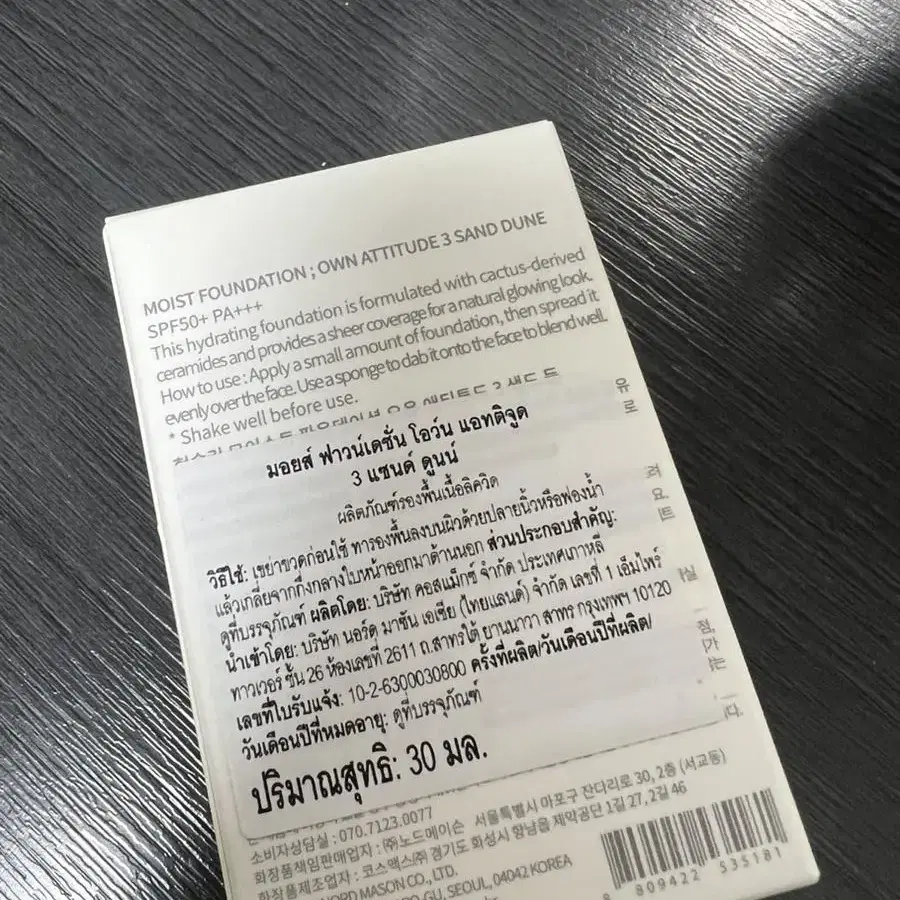 MOIST FOUNDATION ; OWN ATTITUDE 3 SAND DUNE
SPF50+ PA+++
This hydrating foundation is formulated with cactus-derived
ceramides and provides a sheer coverage for a natural glowing look.
How to use : Apply a small amount of foundation, then spread it
evenly over the face. Use a sponge to dab it onto the face to blend well.
* Shake well before use.
มอยส์ ฟาวน์เดชั่น โอว์น แอททิจูด
3 แซนด์ ดูนน์
ผลิตภัณฑ์รองพื้นเนื้อลิควิด
วิธีใช้: เขย่าขวดก่อนใช้ ทารองพื้นลงบนผิวด้วยปลายนิ้วหรือฟองน้ำ
แล้วเกลี่ยจากกึ่งกลางใบหน้าออกมาด้านนอก ส่วนประกอบสำคัญ:
ดูที่บรรจุภัณฑ์ ผลิตโดย: บริษัท คอสแม็กซ์ จำกัด ประเทศเกาหลี
นำเข้าโดย: บริษัท นอร์ด มาซัน เอเซีย (ไทยแลนด์) จำกัด เลขที่ 1 เอ็มไพร์
ทาวเวอร์ ชั้น 26 ห้องเลขที่ 2611 ถ.สาทรใต้ ยานนาวา สาทร กรุงเทพฯ 10120
เลขที่ใบรับแจ้ง: 10-2-6300030800 ครั้งที่ผลิต/วันเดือนปีที่ผลิต/
วันเดือนปีที่หมดอายุ: ดูที่บรรจุภัณฑ์
ปริมาณสุทธิ: 30 มล.
소비자상담실 : 070.7123.0077
화장품책임판매업자 : ㈜노드메이슨 서울특별시 마포구 잔다리로 30, 2층 (서교동)
화장품제조업자 : 코스맥스㈜ 경기도 화성시 향남읍 제약공단 1길 27, 2길 46
NORD MASON CO., LTD.
GU, SEOUL, 04042 KOREA
8 809422 535181